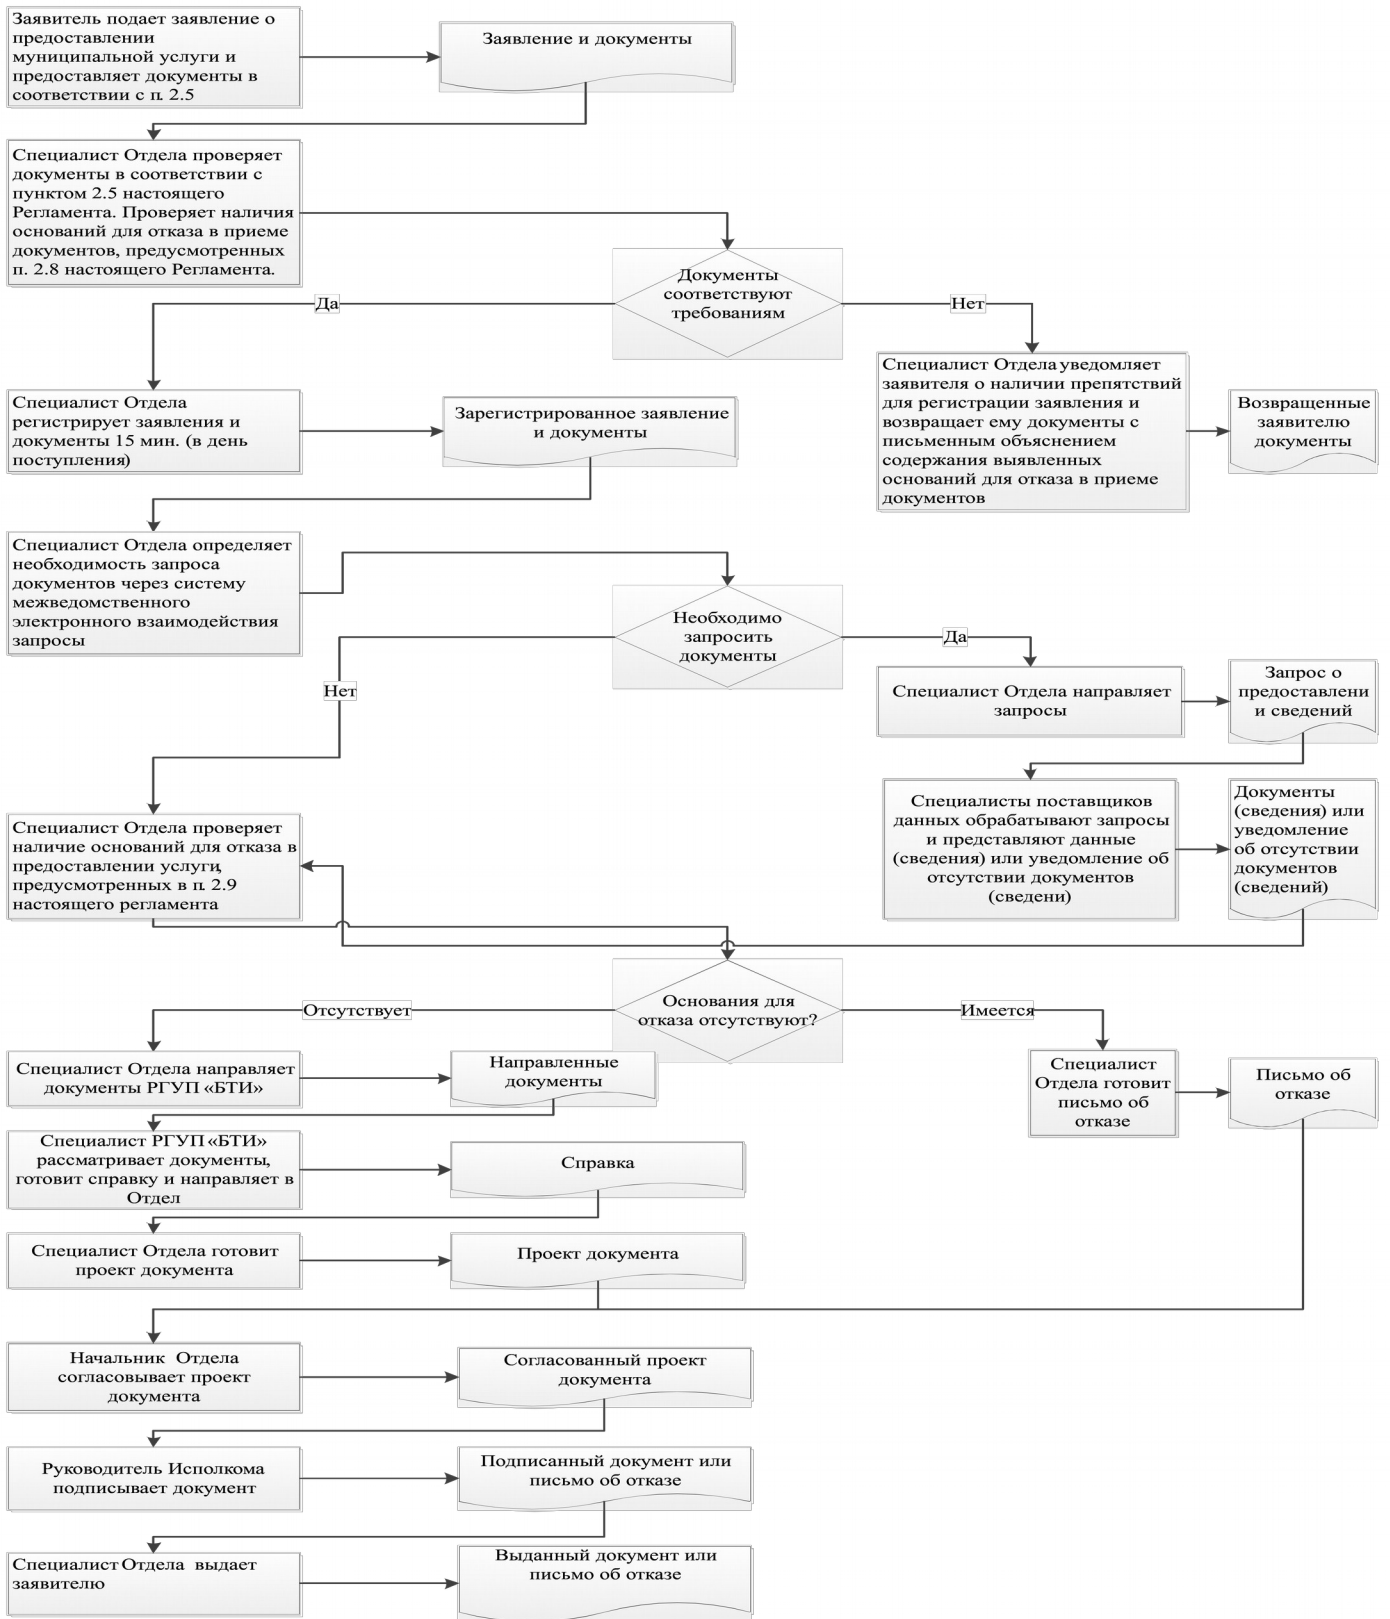 Заявитель подает заявление о
предоставлении
муниципальной услуги и
предоставляет документы в
соответствии с п. 2.5
Заявление и документы
Специалист Отдела проверяет
документы в соответствии с
пунктом 2.5 настоящего
Регламента. Проверяет наличия
оснований для отказа в приеме
документов, предусмотренных
п. 2.8 настоящего Регламента.
Документы
соответствуют
требованиям
Да
Нет
Специалист Отдела уведомляет
заявителя о наличии препятствий
для регистрации заявления и
возвращает ему документы с
письменным объяснением
содержания выявленных
оснований для отказа в приеме
документов
Возвращенные
заявителю
документы
Специалист Отдела
регистрирует заявления и
документы 15 мин. (в день
поступления)
Зарегистрированное заявление
и документы
Специалист Отдела определяет
необходимость запроса
документов через систему
межведомственного
электронного взаимодействия
запросы
Необходимо
запросить
документы
Да
Нет
Специалист Отдела направляет
запросы
Запрос о
предоставлени
и сведений
Специалисты поставщиков
данных обрабатывают запросы
и представляют данные
(сведения) или уведомление об
отсутствии документов
(сведени)
Документы
(сведения) или
уведомление
об отсутствии
документов
(сведений)
Специалист Отдела проверяет
наличие оснований для отказа в
предоставлении услуги,
предусмотренных в п. 2.9
настоящего регламента
Основания для
отказа отсутствуют?
Отсутствует
Имеется
Специалист Отдела направляет
документы РГУП «БТИ»
Направленные
документы
Специалист
Отдела готовит
письмо об
отказе
Письмо об
отказе
Специалист РГУП «БТИ»
рассматривает документы,
готовит справку и направляет в
Отдел
Справка
Специалист Отдела готовит
проект документа
Проект документа
Начальник Отдела
согласовывает проект
документа
Согласованный проект
документа
Руководитель Исполкома
подписывает документ
Подписанный документ или
письмо об отказе
Специалист Отдела выдает
заявителю
Выданный документ или
письмо об отказе